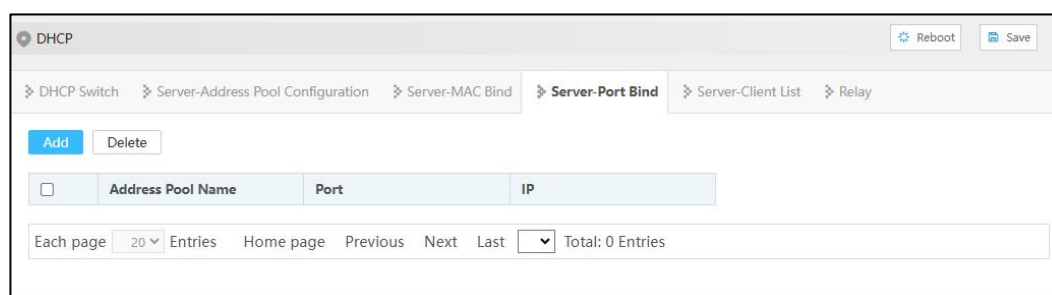 DHCP Reboot Save
DHCP Switch Server-Address Pool Configuration Server-MAC Bind Server-Port Bind Server-Client List Relay
Add Delete
Address Pool Name Port IP
Each page 20 Entries Home page Previous Next Last Total: 0 Entries